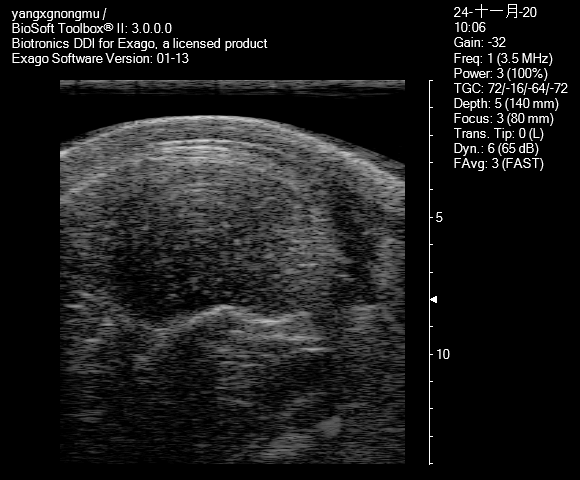 yangxgnongmu /
BioSoft Toolbox® II: 3.0.0.0
Biotronics DDI for Exago, a licensed product
Exago Software Version: 01-13
24-十一月-20
10:06
Gain: -32
Freq: 1 (3.5 MHz)
Power: 3 (100%)
TGC: 72/-16/-64/-72
Depth: 5 (140 mm)
Focus: 3 (80 mm)
Trans. Tip: 0 (L)
Dyn.: 6 (65 dB)
FAvg: 3 (FAST)
5
10